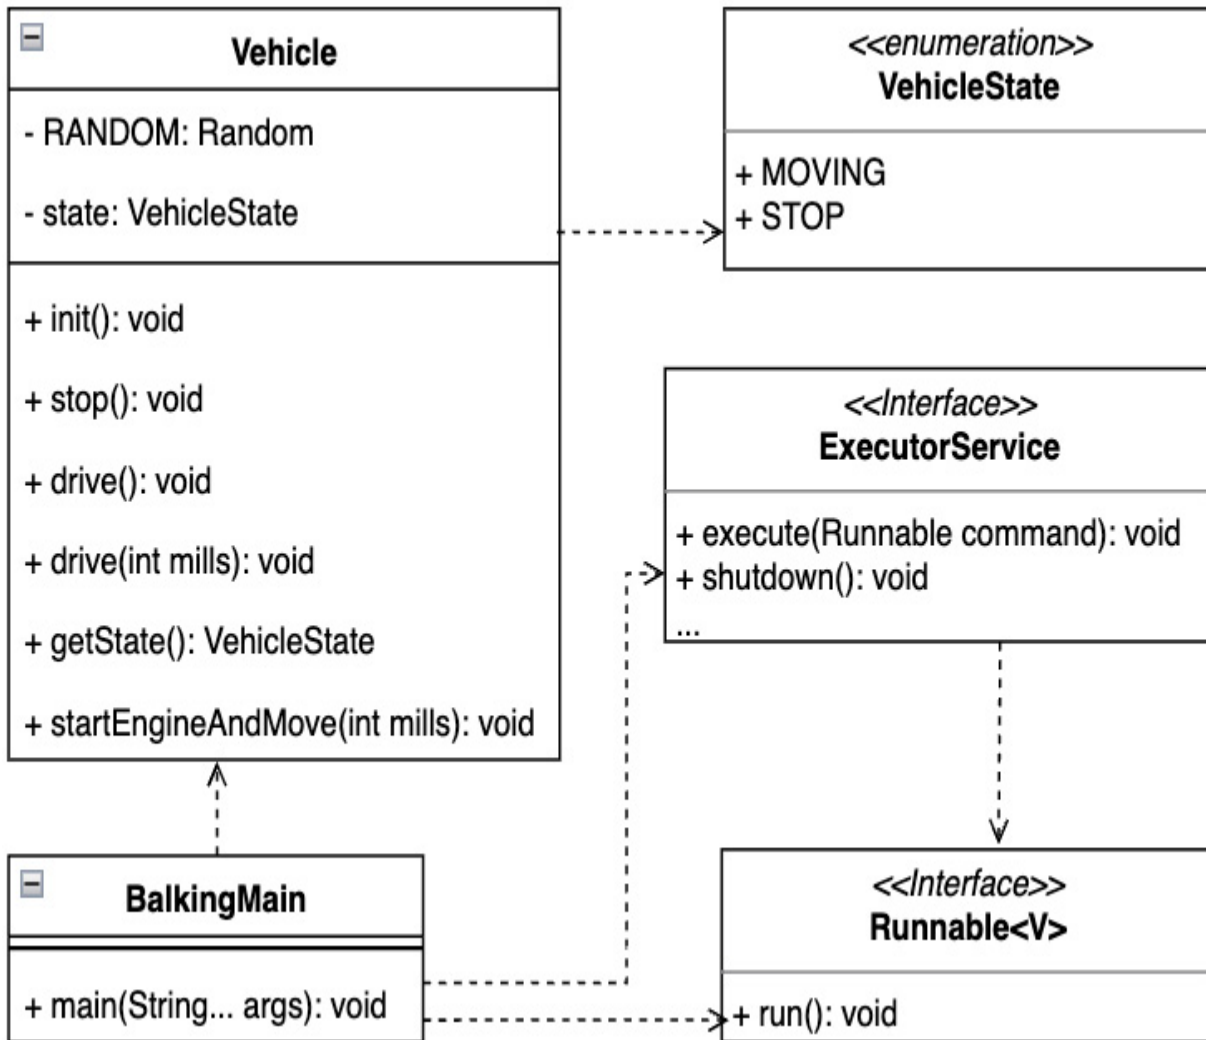 Vehicle
- RANDOM: Random
- state: VehicleState
+ init(): void
+ stop(): void
+ drive(): void
+ drive(int mills): void
+ getState(): VehicleState
+ startEngineAndMove(int mills): void
<<enumeration>>
VehicleState
+ MOVING
+ STOP
<<Interface>>
ExecutorService
+ execute(Runnable command): void
+ shutdown(): void
...
BalkingMain
+ main(String... args): void
<<Interface>>
Runnable<V>
+ run(): void